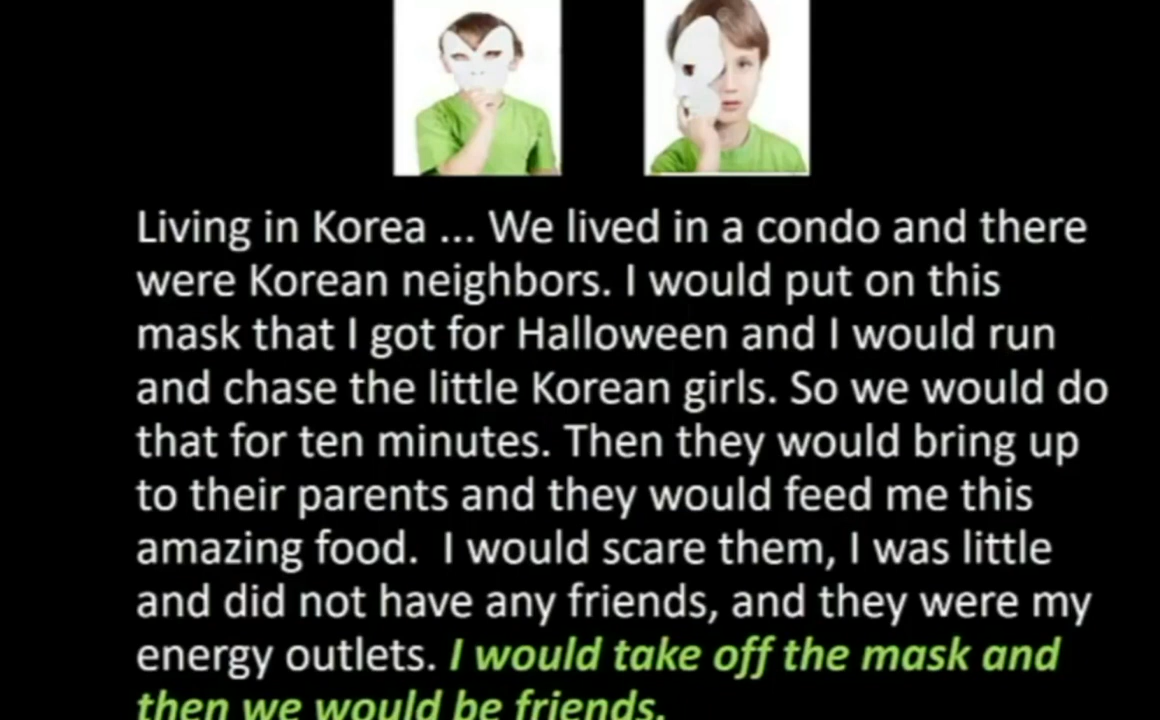 Living in Korea ... We lived in a condo and there
were Korean neighbors. I would put on this
mask that I got for Halloween and I would run
and chase the little Korean girls. So we would do
that for ten minutes. Then they would bring up
to their parents and they would feed me this
amazing food.  I would scare them, I was little
and did not have any friends, and they were my
energy outlets. I would take off the mask and
then we would be friends.